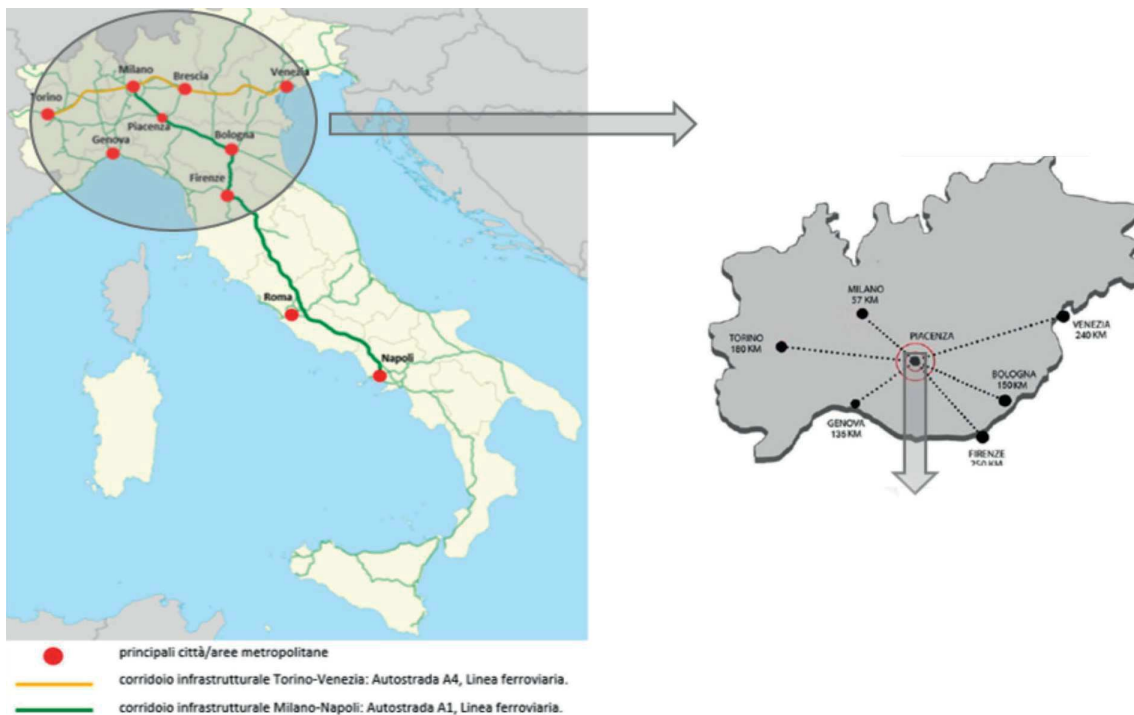 Milano
Brescia
Venezia
Torino
Piacenza
Genova
Bologna
Firenze
Roma
Napoli
MILANO
57 KM
PIACENZA
VENEZIA
240 KM
TORINO
180 KM
BOLOGNA
150 KM
GENOVA
135 KM
FIRENZE
250 KM
principali città/aree metropolitane
corridoio infrastrutturale Torino-Venezia: Autostrada A4, Linea ferroviaria.
corridoio infrastrutturale Milano-Napoli: Autostrada A1, Linea ferroviaria.